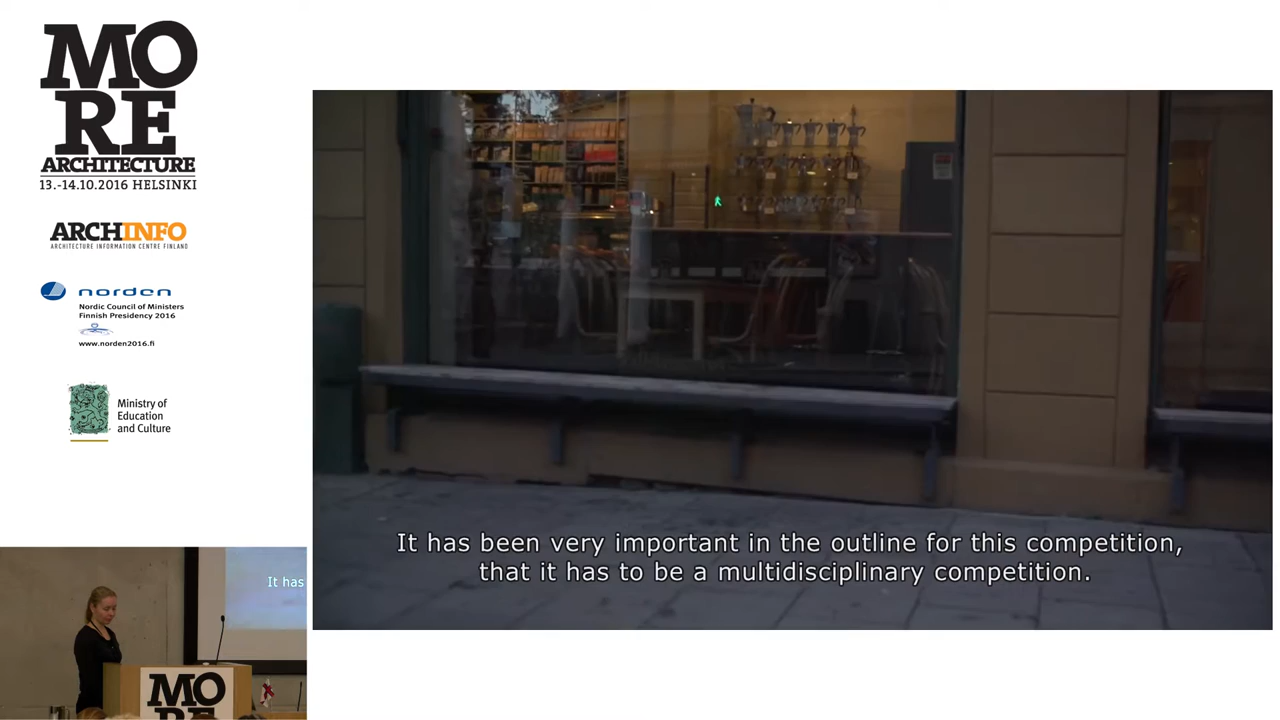 MO
RE
ARCHITECTURE
13.-14.10.2016 HELSINKI
ARCHINFO
ARCHITECTURE INFORMATION CENTRE FINLAND
norden
Nordic Council of Ministers
Finnish Presidency 2016
www.norden2016.fi
Ministry of
Education
and Culture
It has been very important in the outline for this competition,
that it has to be a multidisciplinary competition.
It has
MO
RE